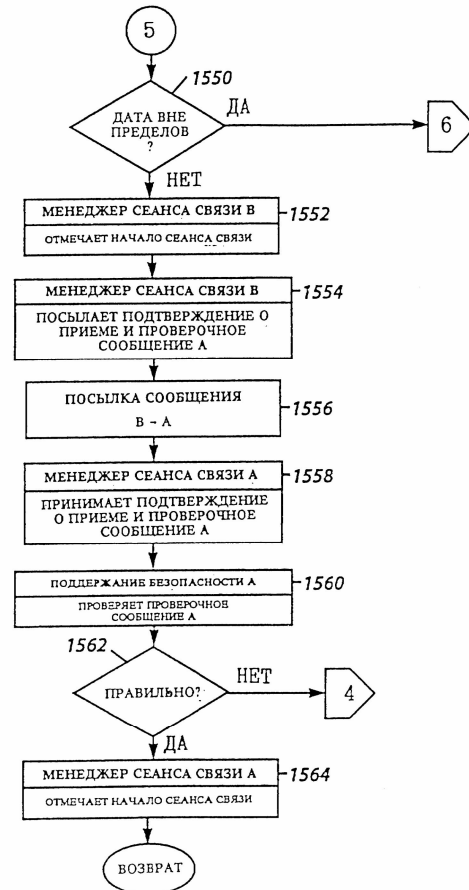 5
1550
ДАТА ВНЕ
ПРЕДЕЛОВ
?
ДА
6
НЕТ
МЕНЕДЖЕР СЕАНСА СВЯЗИ В
1552
ОТМЕЧАЕТ НАЧАЛО СЕАНСА СВЯЗИ
МЕНЕДЖЕР СЕАНСА СВЯЗИ В
1554
ПОСЫЛАЕТ ПОДТВЕРЖДЕНИЕ О
ПРИЕМЕ И ПРОВЕРОЧНОЕ
СООБЩЕНИЕ А
ПОСЫЛКА СООБЩЕНИЯ
1556
В – А
МЕНЕДЖЕР СЕАНСА СВЯЗИ А
1558
ПРИНИМАЕТ ПОДТВЕРЖДЕНИЕ
О ПРИЕМЕ И ПРОВЕРОЧНОЕ
СООБЩЕНИЕ А
ПОДДЕРЖАНИЕ БЕЗОПАСНОСТИ А
1560
ПРОВЕРЯЕТ ПРОВЕРОЧНОЕ
СООБЩЕНИЕ А
1562
ПРАВИЛЬНО?
НЕТ
4
ДА
МЕНЕДЖЕР СЕАНСА СВЯЗИ А
1564
ОТМЕЧАЕТ НАЧАЛО СЕАНСА СВЯЗИ
ВОЗВРАТ